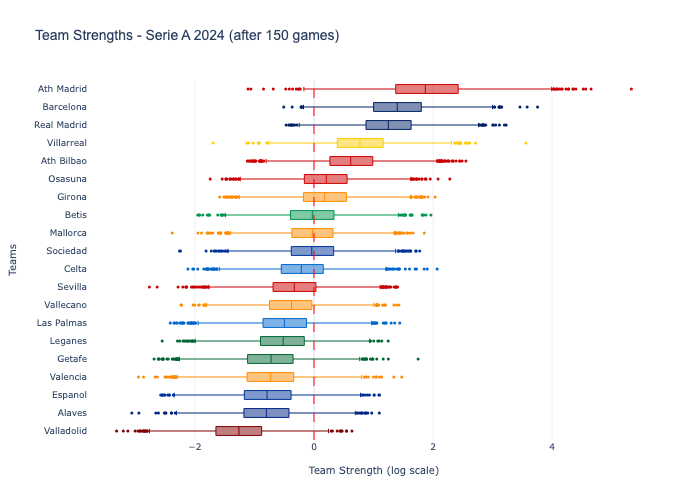 Team Strengths - Serie A 2024 (after 150 games)
Ath Madrid
Barcelona
Real Madrid
Villarreal
Ath Bilbao
Osasuna
Girona
Betis
Mallorca
Sociedad
Celta
Sevilla
Vallecano
Las Palmas
Leganes
Getafe
Valencia
Espanol
Alaves
Valladolid
Teams
−2 0 2 4
Team Strength (log scale)